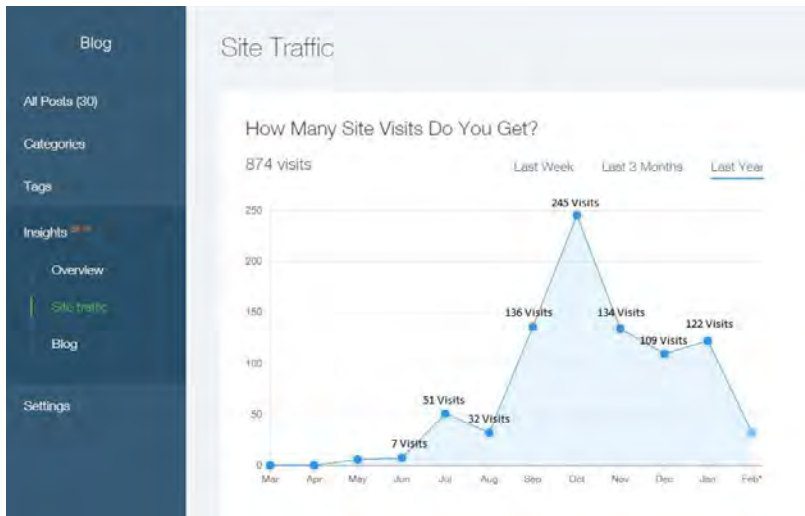 Blog
All Posts (30)
Categories
Tags
Insights
Overview
Site traffic
Blog
Settings
Site Traffic
How Many Site Visits Do You Get?
874 visits
Last Week Last 3 Months Last Year
250
200
150
100
50
0
245 Visits
136 Visits
134 Visits
122 Visits
109 Visits
51 Visits
32 Visits
7 Visits
Mar Apr May Jun Jul Aug Sep Oct Nov Dec Jan Feb*